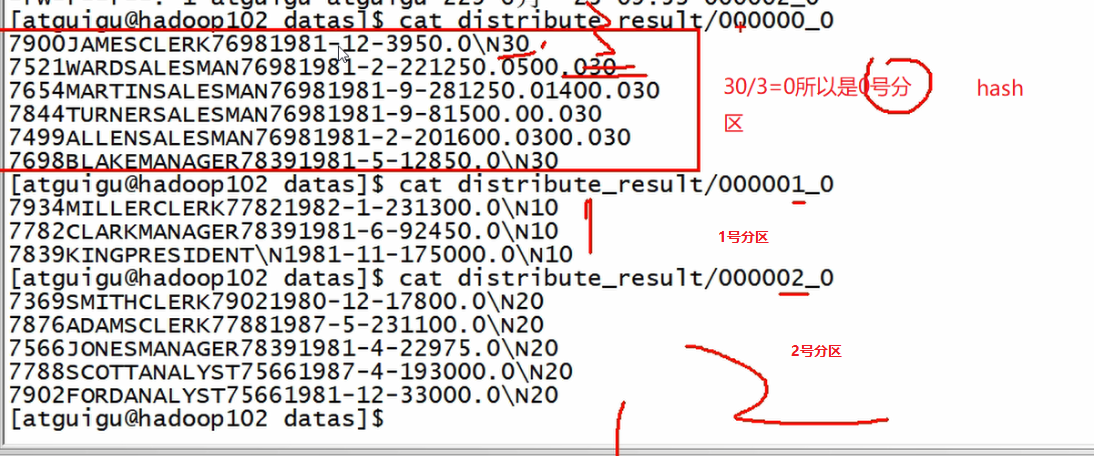 [atguigu@hadoop102 datas]$ cat distribute_result/000000_0
7900JAMESCLERK76981981-12-3950.0\N30
7521WARDSALESMAN76981981-2-221250.0500.030
7654MARTINSALESMAN76981981-9-281250.01400.030
7844TURNERSALESMAN76981981-9-81500.00.030
7499ALLENSALESMAN76981981-2-201600.0300.030
7698BLAKEMANAGER78391981-5-12850.0\N30
30/3=0所以是0号分区
hash
[atguigu@hadoop102 datas]$ cat distribute_result/000001_0
7934MILLERCLERK77821982-1-231300.0\N10
7782CLARKMANAGER78391981-6-92450.0\N10
7839KINGPRESIDENT\N1981-11-175000.0\N10
1号分区
[atguigu@hadoop102 datas]$ cat distribute_result/000002_0
7369SMITHCLERK79021980-12-17800.0\N20
7876ADAMSCLERK77881987-5-231100.0\N20
7566JONESMANAGER78391981-4-22975.0\N20
7788SCOTTANALYST75661987-4-193000.0\N20
7902FORDANALYST75661981-12-33000.0\N20
2号分区
[atguigu@hadoop102 datas]$